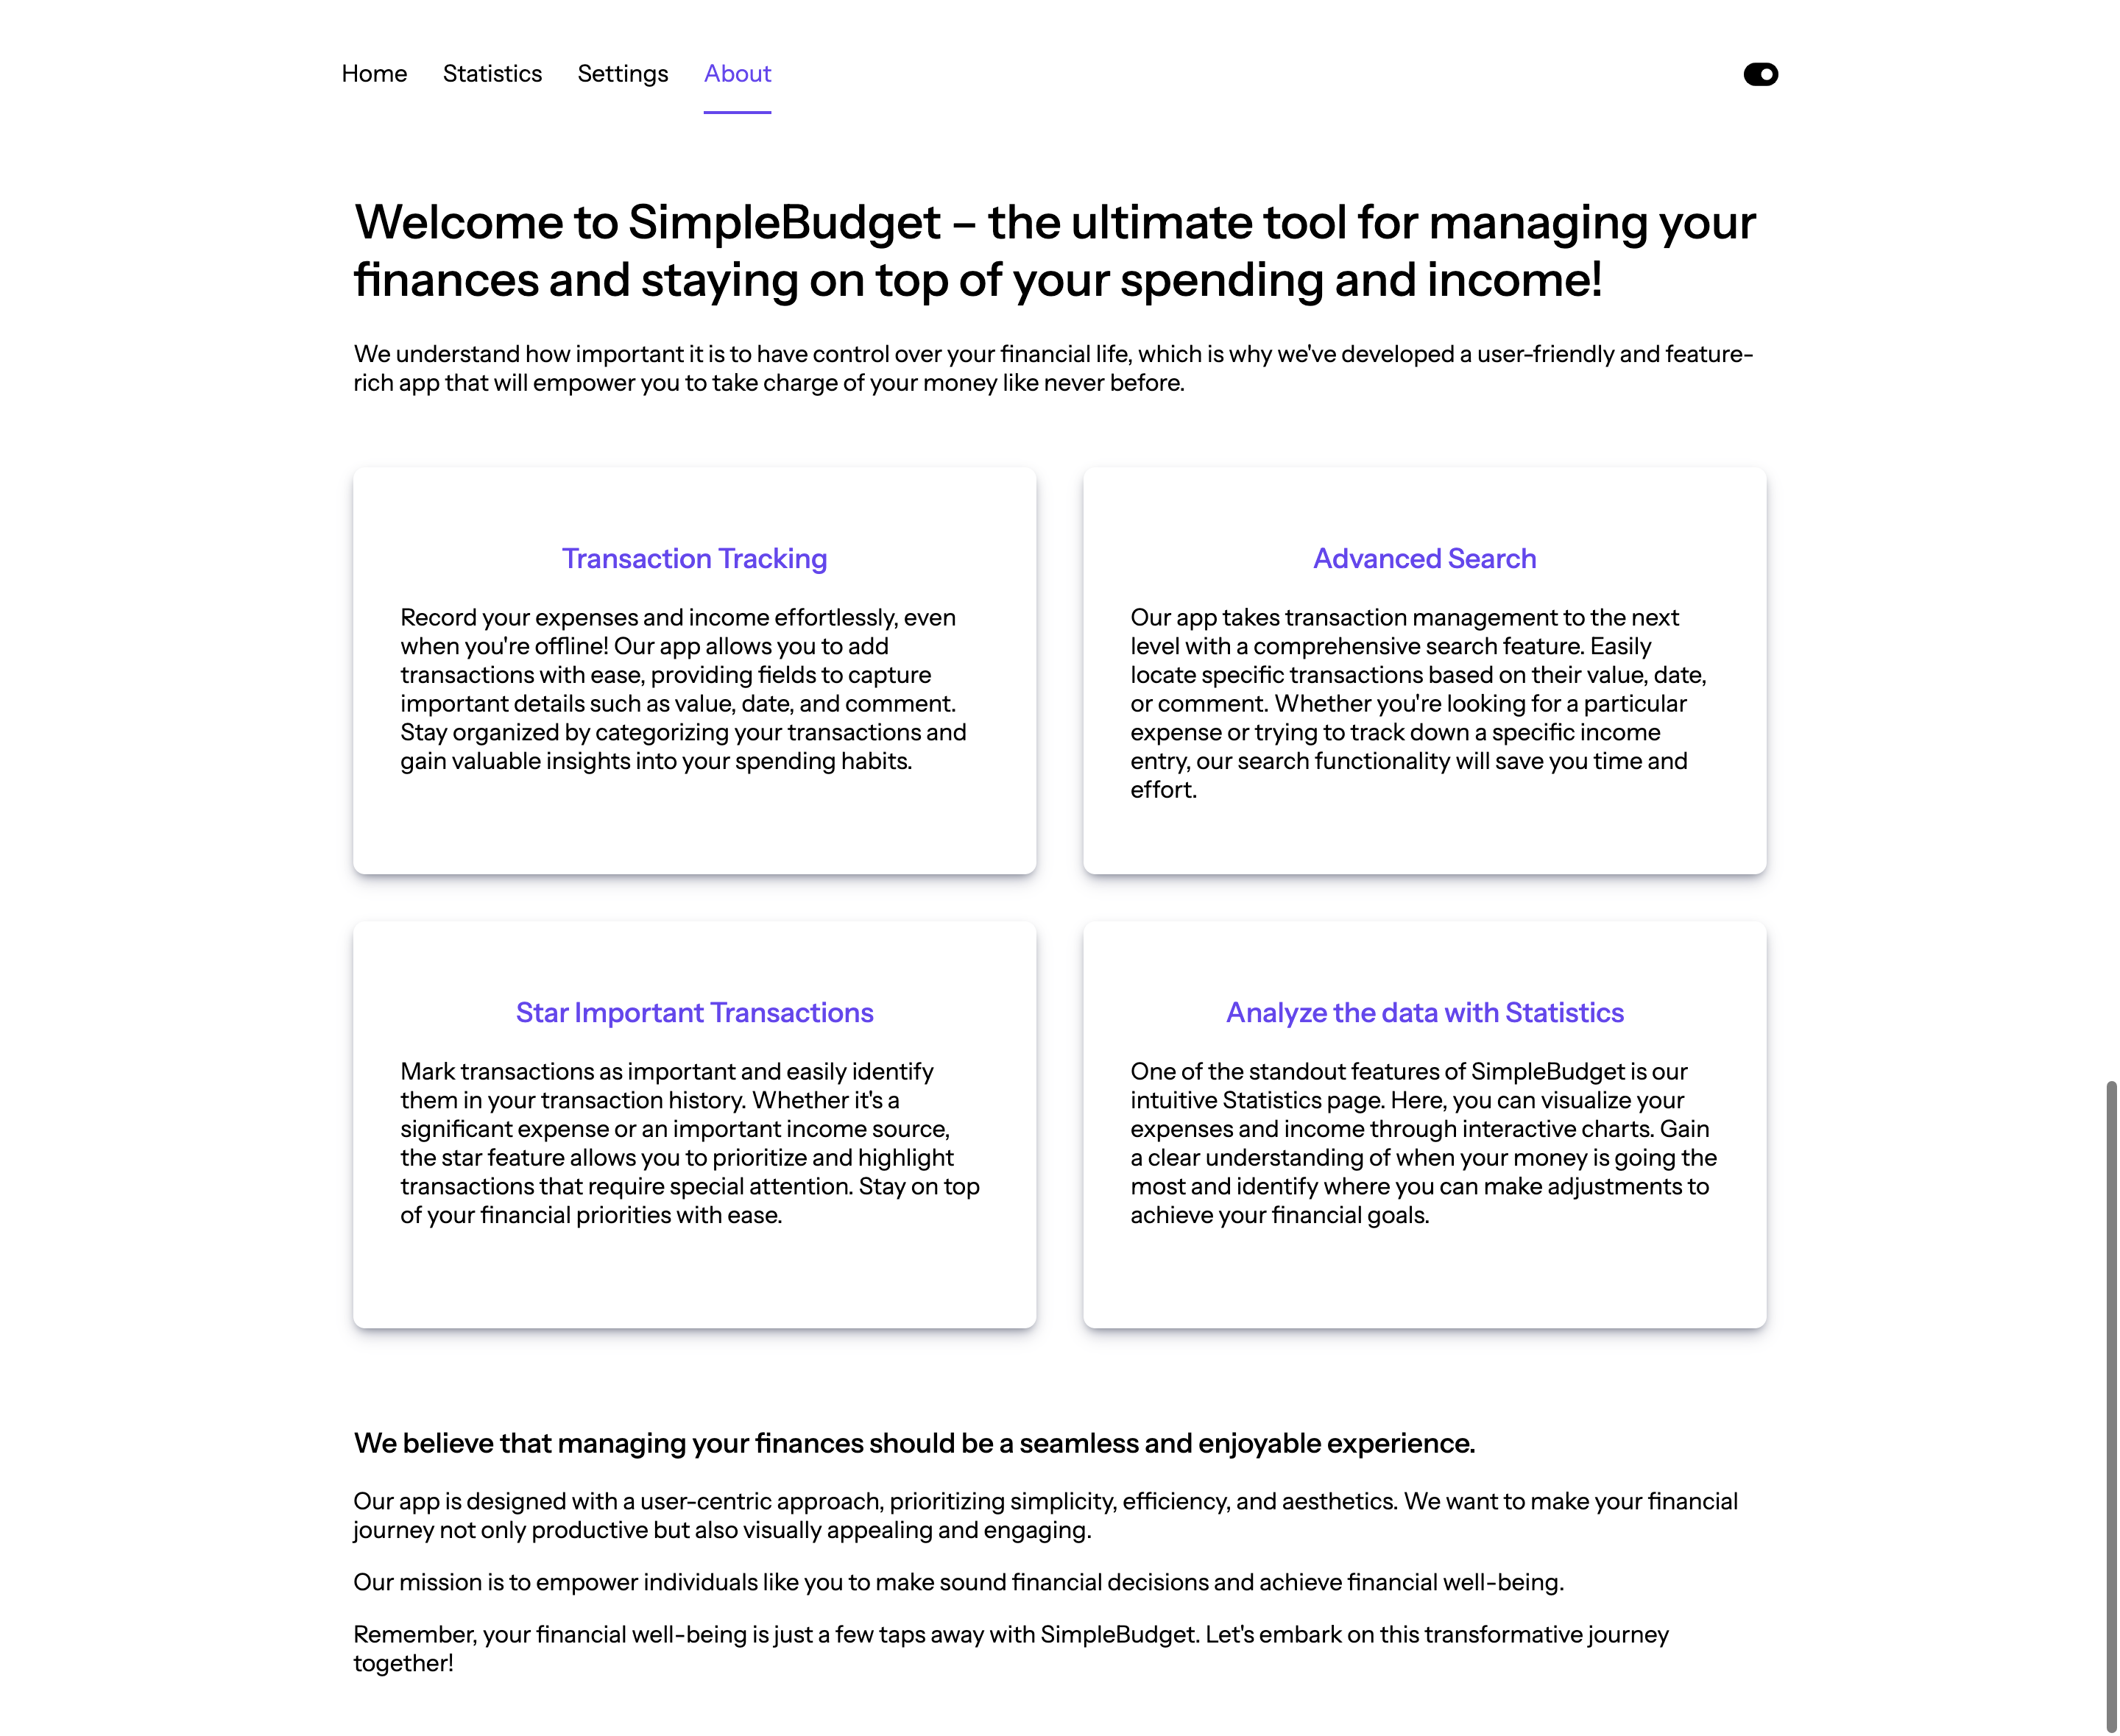 Home Statistics Settings About
Welcome to SimpleBudget – the ultimate tool for managing your
finances and staying on top of your spending and income!
We understand how important it is to have control over your financial life, which is why we've developed a user-friendly and feature-
rich app that will empower you to take charge of your money like never before.
Transaction Tracking
Record your expenses and income effortlessly, even
when you're offline! Our app allows you to add
transactions with ease, providing fields to capture
important details such as value, date, and comment.
Stay organized by categorizing your transactions and
gain valuable insights into your spending habits.
Advanced Search
Our app takes transaction management to the next
level with a comprehensive search feature. Easily
locate specific transactions based on their value, date,
or comment. Whether you're looking for a particular
expense or trying to track down a specific income
entry, our search functionality will save you time and
effort.
Star Important Transactions
Mark transactions as important and easily identify
them in your transaction history. Whether it's a
significant expense or an important income source,
the star feature allows you to prioritize and highlight
transactions that require special attention. Stay on top
of your financial priorities with ease.
Analyze the data with Statistics
One of the standout features of SimpleBudget is our
intuitive Statistics page. Here, you can visualize your
expenses and income through interactive charts. Gain
a clear understanding of when your money is going the
most and identify where you can make adjustments to
achieve your financial goals.
We believe that managing your finances should be a seamless and enjoyable experience.
Our app is designed with a user-centric approach, prioritizing simplicity, efficiency, and aesthetics. We want to make your financial
journey not only productive but also visually appealing and engaging.
Our mission is to empower individuals like you to make sound financial decisions and achieve financial well-being.
Remember, your financial well-being is just a few taps away with SimpleBudget. Let's embark on this transformative journey
together!